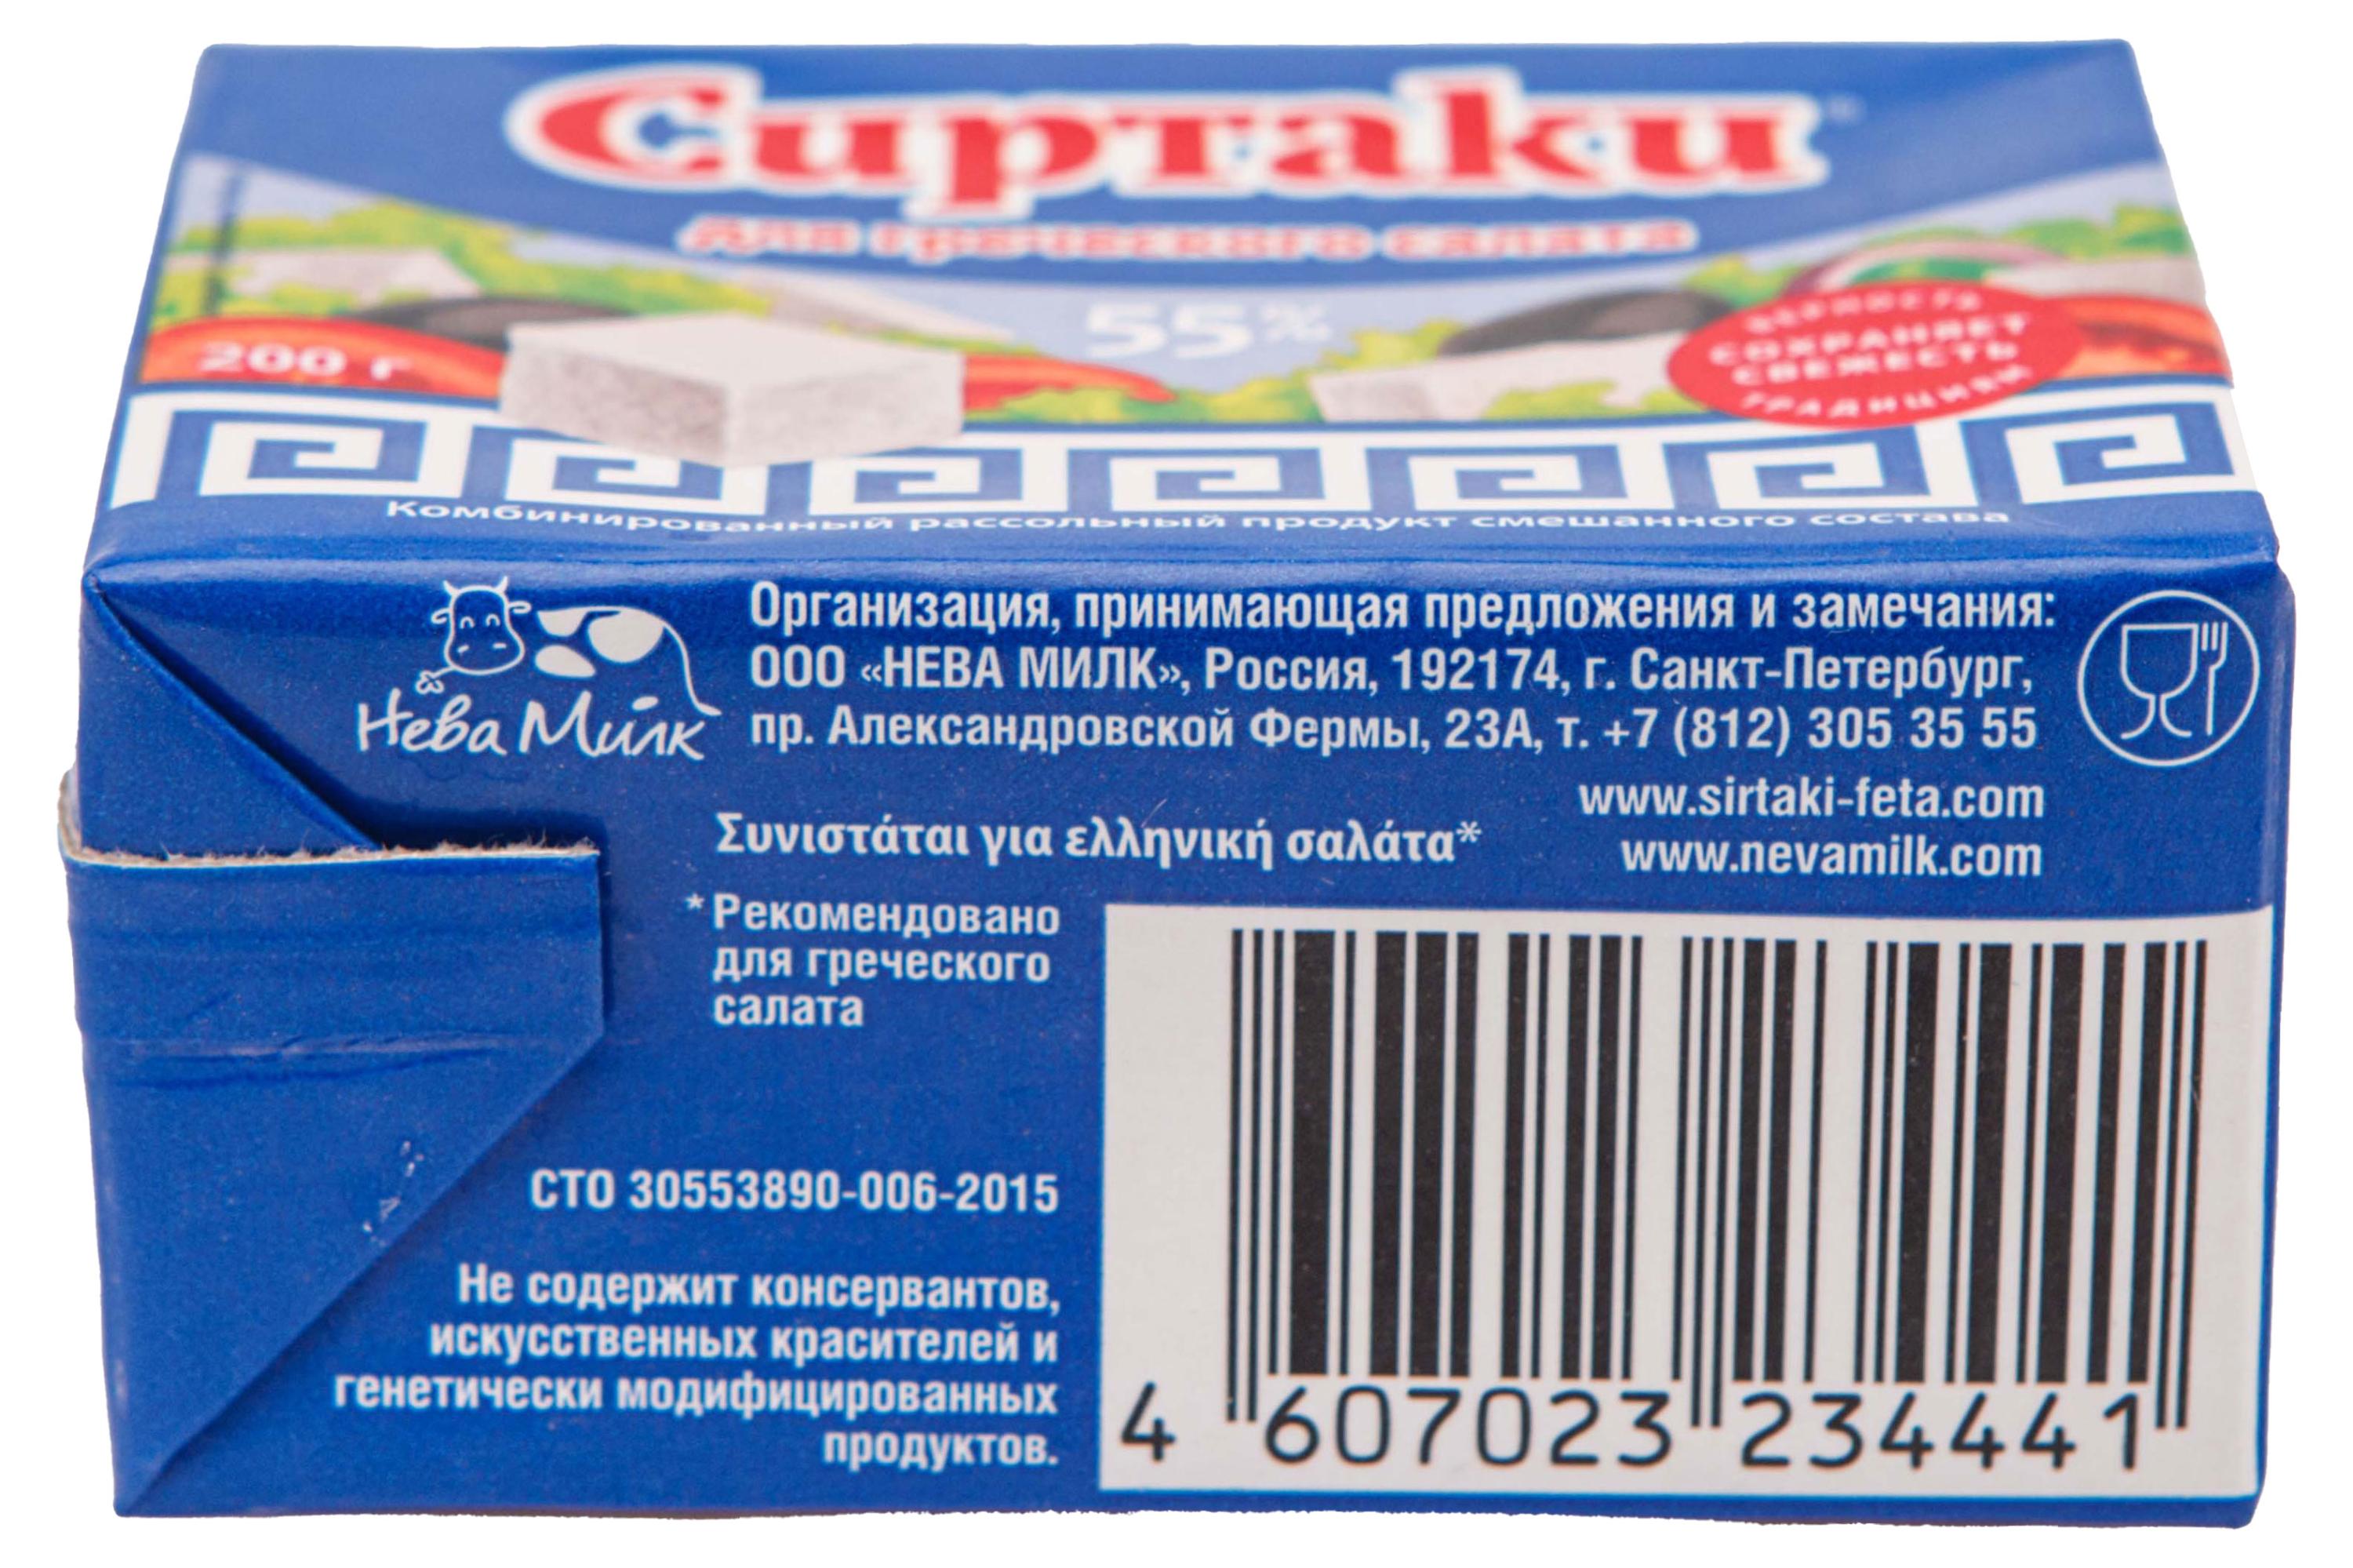 Сиртаки
для греческого салата
55%
200 г
ВЕРНОСТЬ
СОХРАНЯЕТ
СВЕЖЕСТЬ
ТРАДИЦИЯМ
Комбинированный рассольный продукт смешанного состава
Нева Милк
Организация, принимающая предложения и замечания:
ООО «НЕВА МИЛК», Россия, 192174, г. Санкт-Петербург,
пр. Александровской Фермы, 23А, т. +7 (812) 305 35 55
www.sirtaki-feta.com
www.nevamilk.com
Συνιστάται για ελληνική σαλάτα*
*Рекомендовано
для греческого
салата
СТО 30553890-006-2015
Не содержит консервантов,
искусственных красителей и
генетически модифицированных
продуктов.
4 607023 234441